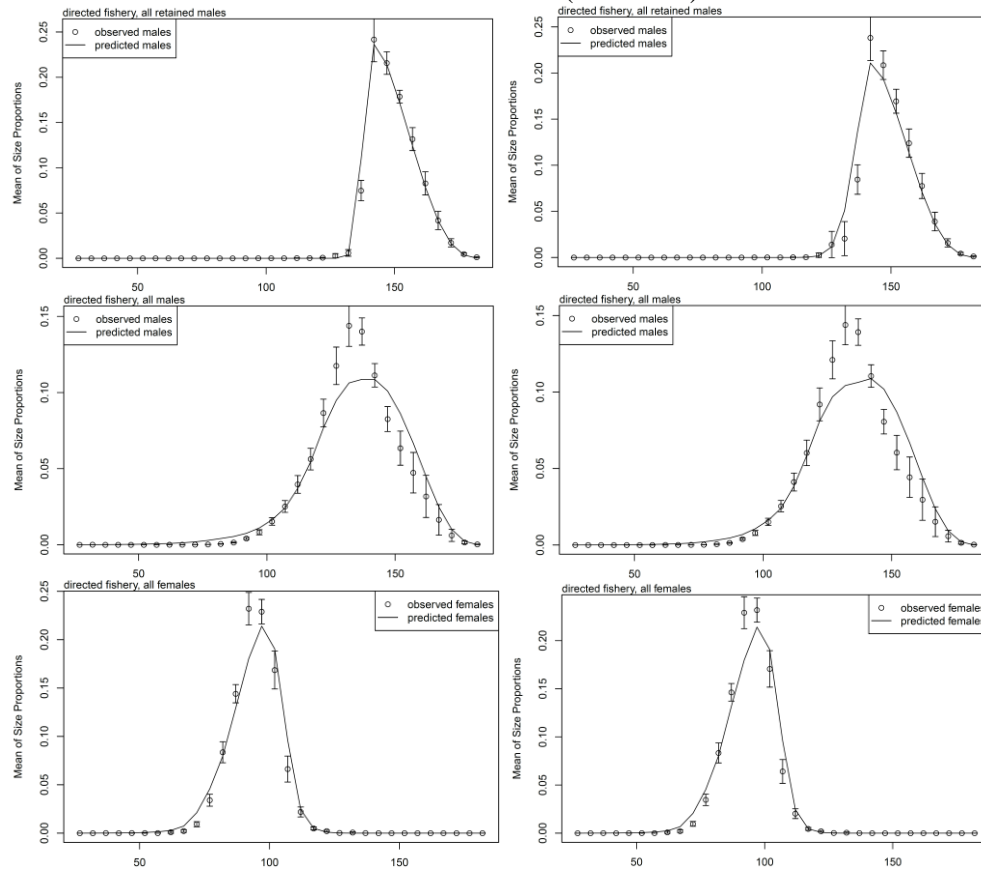 directed fishery, all retained males
observed males
predicted males
Mean of Size Proportions
0.00 0.05 0.10 0.15 0.20 0.25
50 100 150
directed fishery, all retained males
observed males
predicted males
Mean of Size Proportions
0.00 0.05 0.10 0.15 0.20 0.25
50 100 150
directed fishery, all males
observed males
predicted males
Mean of Size Proportions
0.00 0.05 0.10 0.15
50 100 150
directed fishery, all males
observed males
predicted males
Mean of Size Proportions
0.00 0.05 0.10 0.15
50 100 150
directed fishery, all females
observed females
predicted females
Mean of Size Proportions
0.00 0.05 0.10 0.15 0.20 0.25
50 100 150
directed fishery, all females
observed females
predicted females
Mean of Size Proportions
0.00 0.05 0.10 0.15 0.20
50 100 150